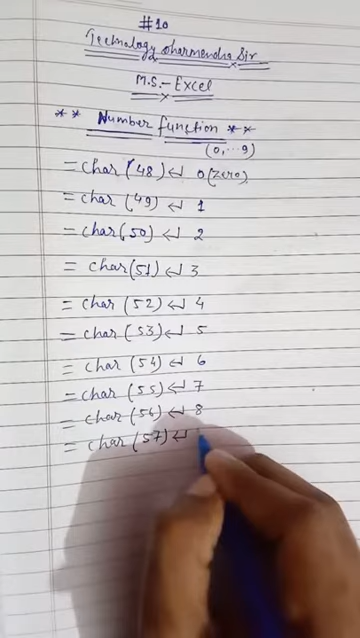 #10
Technology Dharmendra Sir
M.S.- Excel
** Number function **
(0, ...9)
= Char (48) ↵ 0 (Zero)
= Char (49) ↵ 1
= Char (50) ↵ 2
= Char (51) ↵ 3
= Char (52) ↵ 4
= Char (53) ↵ 5
= Char (54) ↵ 6
= Char (55) ↵ 7
= Char (56) ↵ 8
= Char (57) ↵